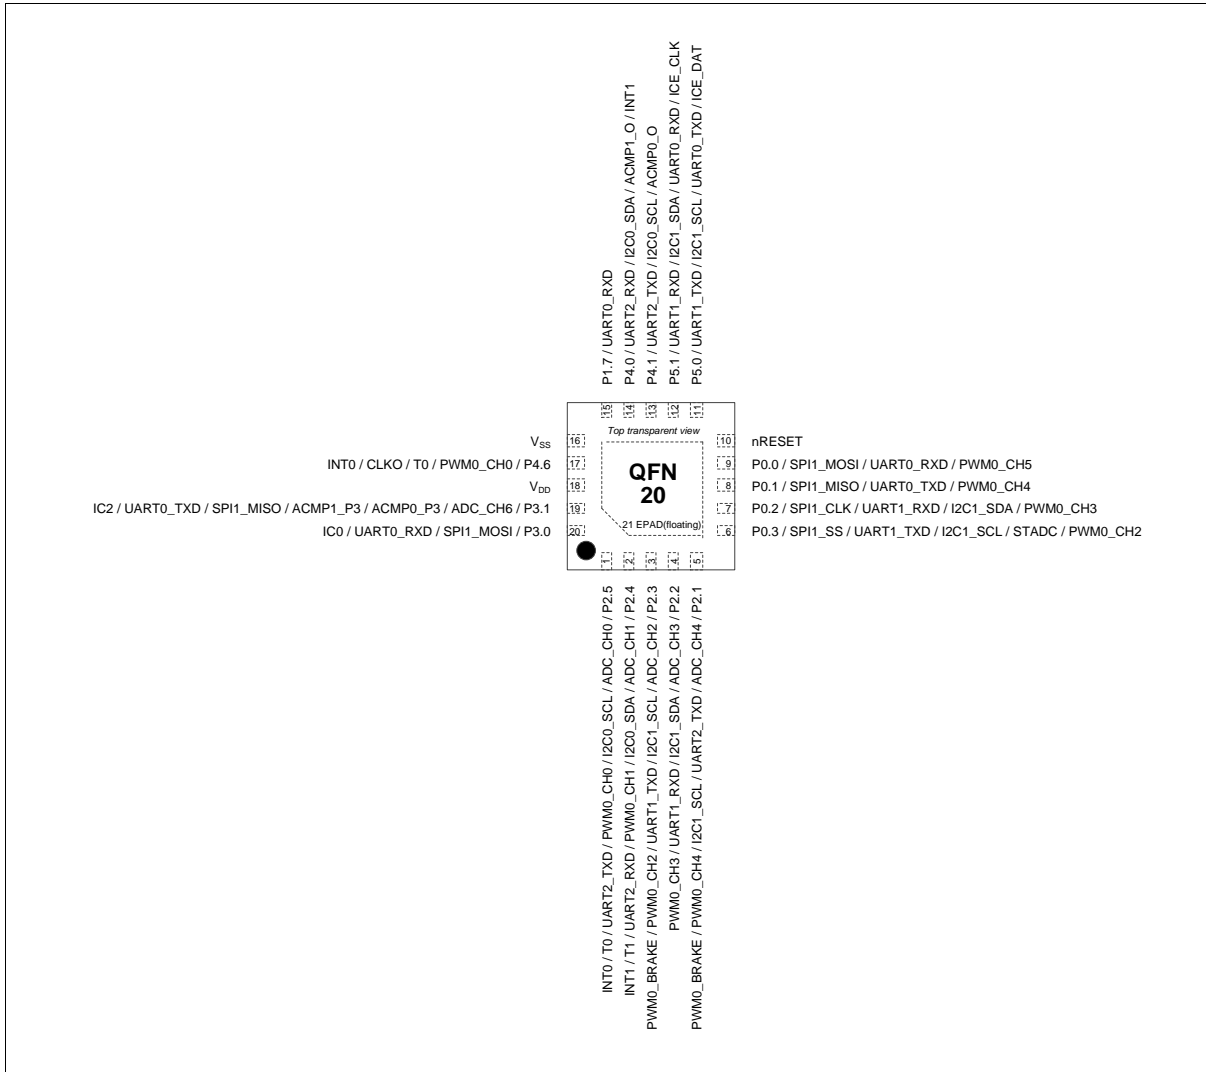 P1.7 / UART0_RXD
P4.0 / UART2_RXD / I2C0_SDA / ACMP1_O / INT1
P4.1 / UART2_TXD / I2C0_SCL / ACMP0_O
P5.1 / UART1_RXD / I2C1_SDA / UART0_RXD / ICE_CLK
P5.0 / UART1_TXD / I2C1_SCL / UART0_TXD / ICE_DAT
15 14 13 12 11
Top transparent view
VSS 16
10 nRESET
INT0 / CLKO / T0 / PWM0_CH0 / P4.6 17
9 P0.0 / SPI1_MOSI / UART0_RXD / PWM0_CH5
VDD 18
8 P0.1 / SPI1_MISO / UART0_TXD / PWM0_CH4
IC2 / UART0_TXD / SPI1_MISO / ACMP1_P3 / ACMP0_P3 / ADC_CH6 / P3.1 19
7 P0.2 / SPI1_CLK / UART1_RXD / I2C1_SDA / PWM0_CH3
IC0 / UART0_RXD / SPI1_MOSI / P3.0 20
6 P0.3 / SPI1_SS / UART1_TXD / I2C1_SCL / STADC / PWM0_CH2
QFN
20
21 EPAD(floating)
1 2 3 4 5
INT0 / T0 / UART2_TXD / PWM0_CH0 / I2C0_SCL / ADC_CH0 / P2.5
INT1 / T1 / UART2_RXD / PWM0_CH1 / I2C0_SDA / ADC_CH1 / P2.4
PWM0_BRAKE / PWM0_CH2 / UART1_TXD / I2C1_SCL / ADC_CH2 / P2.3
PWM0_CH3 / UART1_RXD / I2C1_SDA / ADC_CH3 / P2.2
PWM0_BRAKE / PWM0_CH4 / I2C1_SCL / UART2_TXD / ADC_CH4 / P2.1